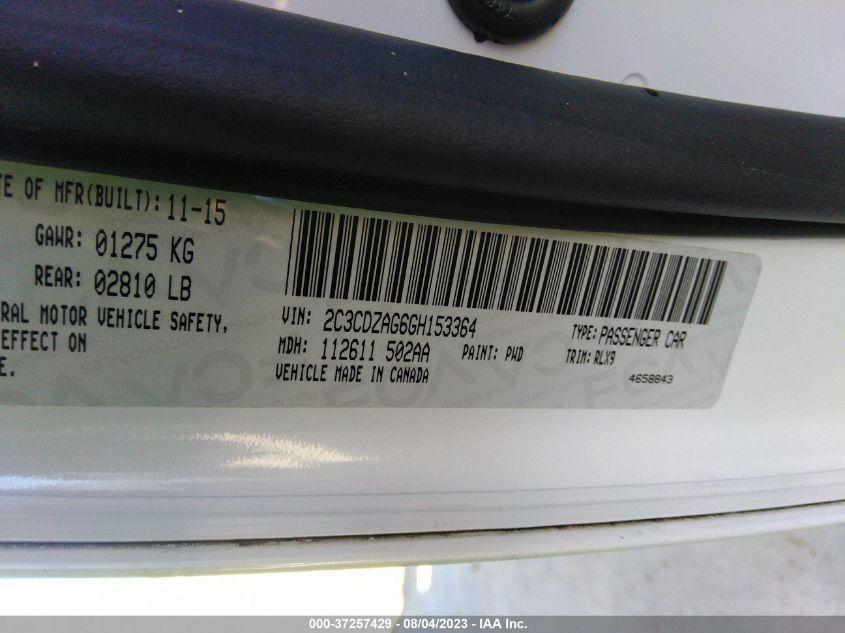 TE OF MFR(BUILT): 11-15
GAWR: 01275 KG
REAR: 02810 LB
RAL MOTOR VEHICLE SAFETY,
EFFECT ON
E.
VIN: 2C3CDZAG6GH153364
TYPE: PASSENGER CAR
MDH: 112611 502AA
PAINT: PWD
TRIM: RLX9
VEHICLE MADE IN CANADA
4658843
000-37257429 - 08/04/2023 - IAA Inc.